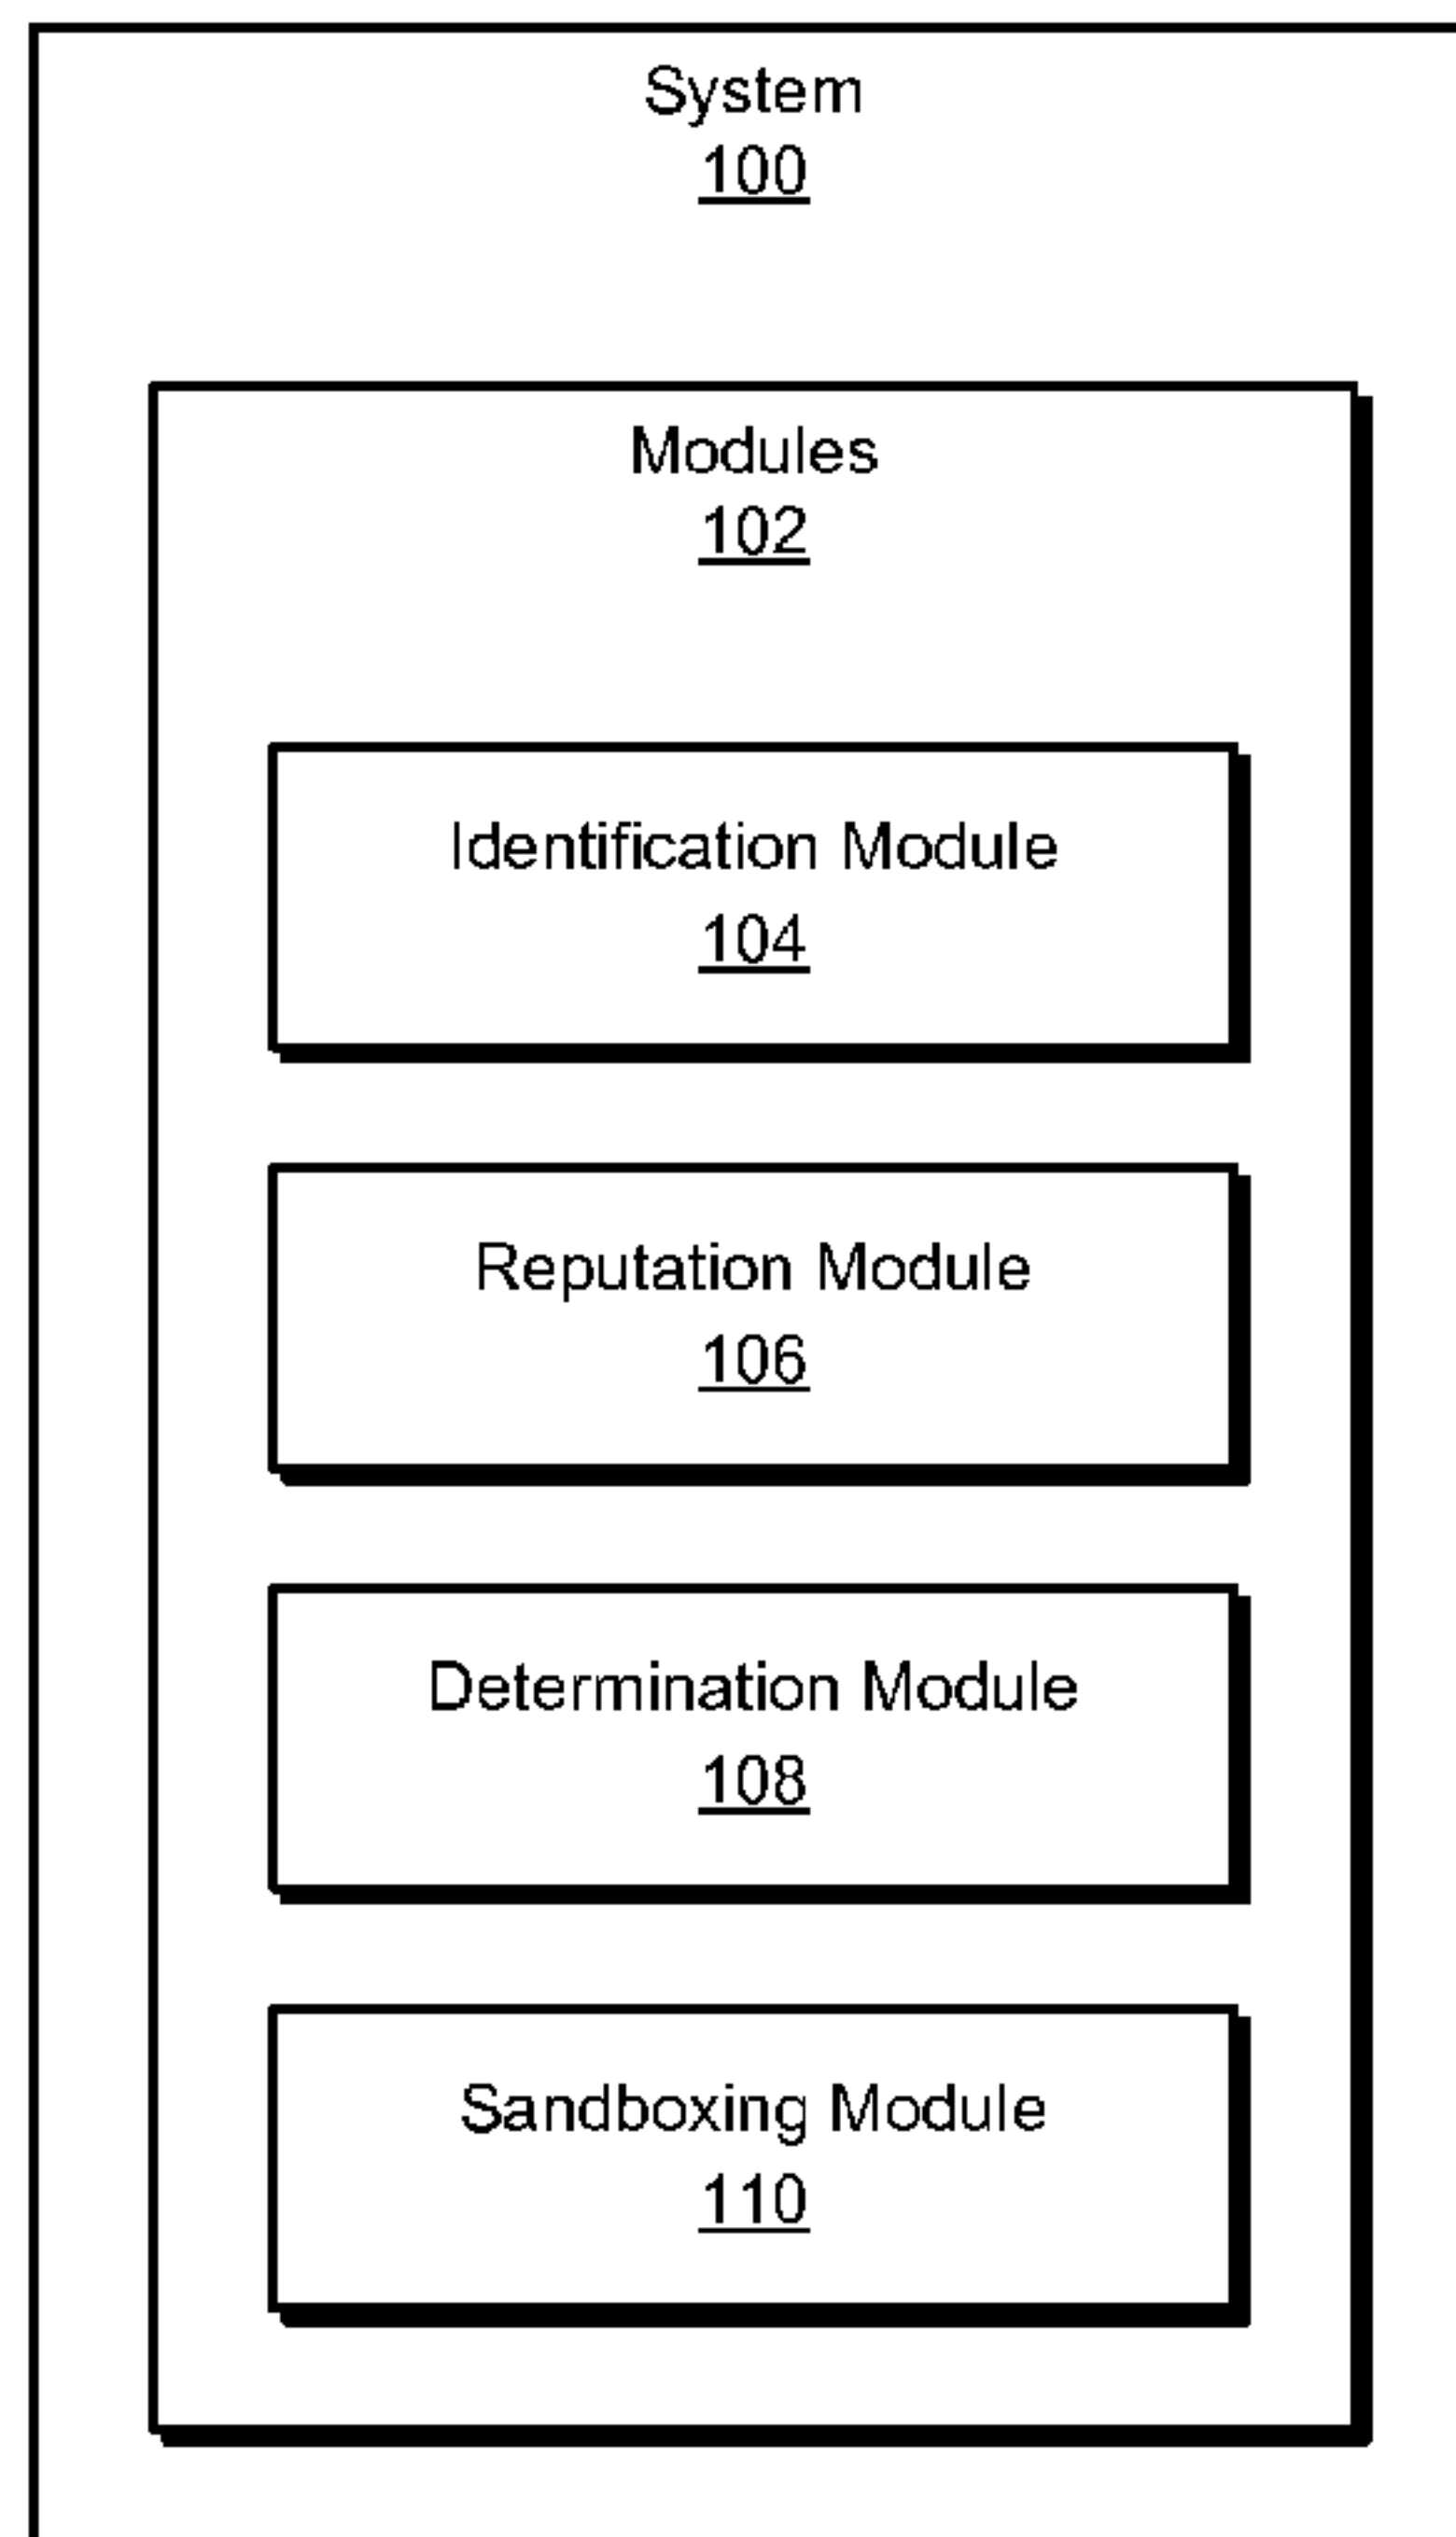 System
100
Modules
102
Identification Module
104
Reputation Module
106
Determination Module
108
Sandboxing Module
110